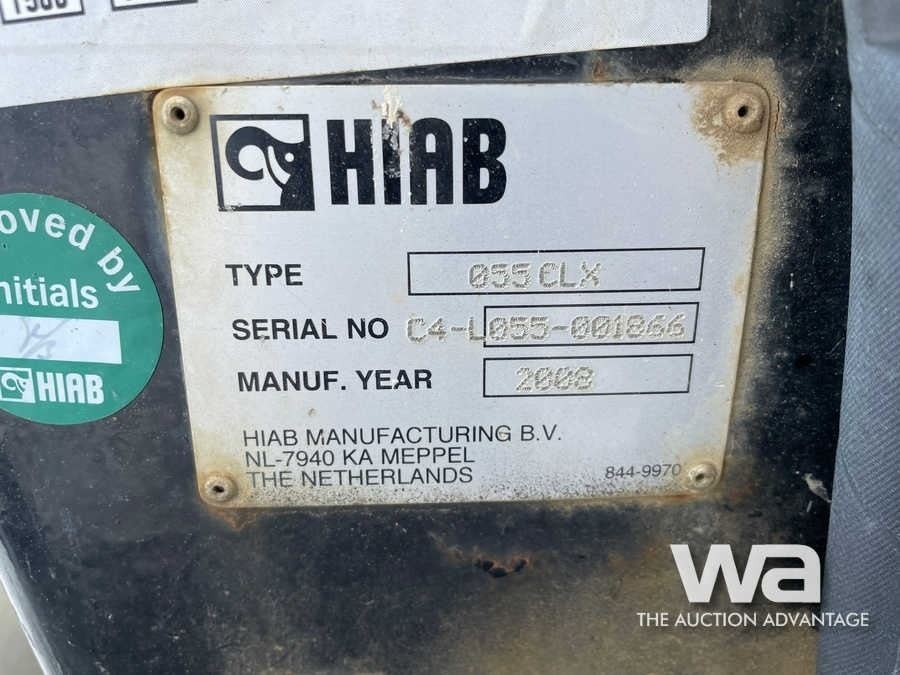 HIAB
TYPE 055CLX
SERIAL NO C4-L055-001866
MANUF. YEAR 2008
HIAB MANUFACTURING B.V.
NL-7940 KA MEPPEL
THE NETHERLANDS 844-9970
oved by
nitials
HIAB
wa
THE AUCTION ADVANTAGE